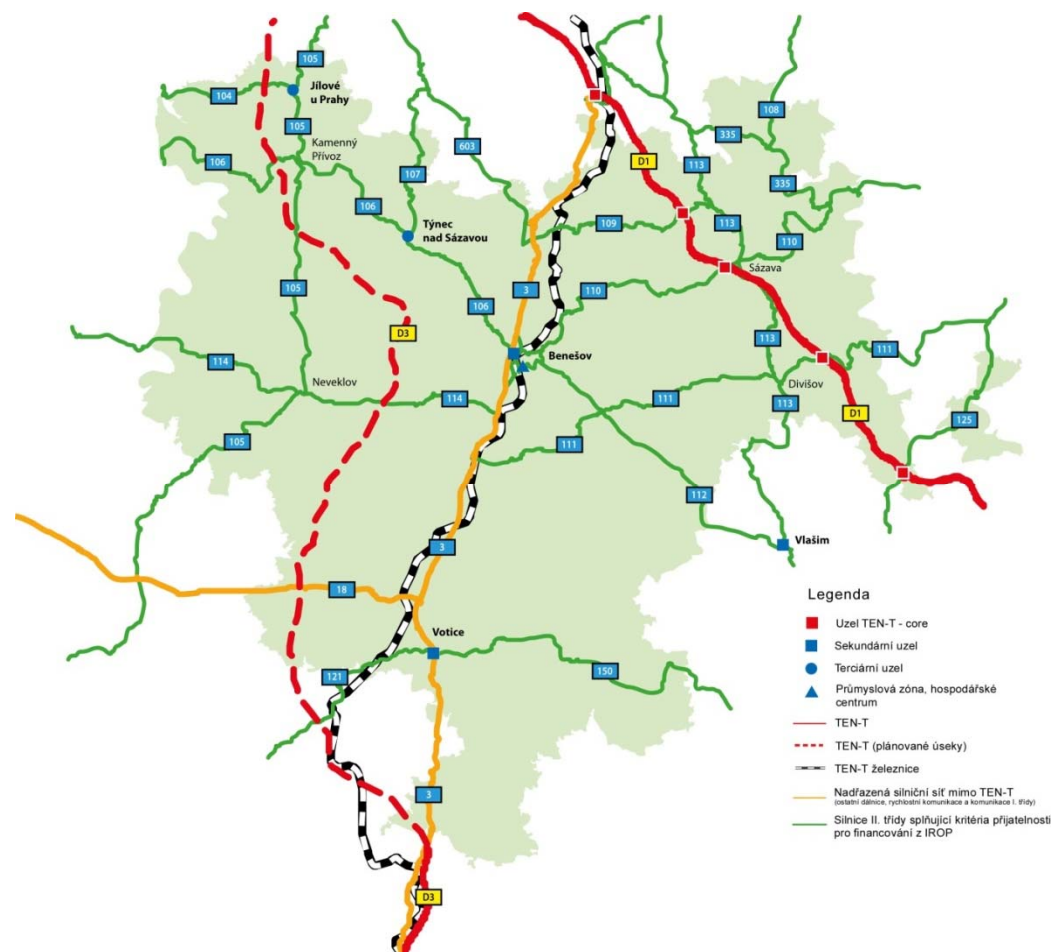 105
Jílové
u Prahy
104
108
105
335
603
Kamenný
Přívoz
D1
113
106
107
335
106
Týnec
nad Sázavou
109
113
110
Sázava
105
3
110
106
D3
113
111
Benešov
114
Neveklov
114
111
Divišov
113
D1
125
105
111
112
Vlašim
3
18
Votice
121
150
3
D3
Legenda
Uzel TEN-T - core
Sekundární uzel
Terciární uzel
Průmyslová zóna, hospodářské
centrum
TEN-T
TEN-T (plánované úseky)
TEN-T železnice
Nadřazená silniční síť mimo TEN-T
(ostatní dálnice, rychlostní komunikace a komunikace I. třídy)
Silnice II. třídy splňující kritéria přijatelnosti
pro financování z IROP